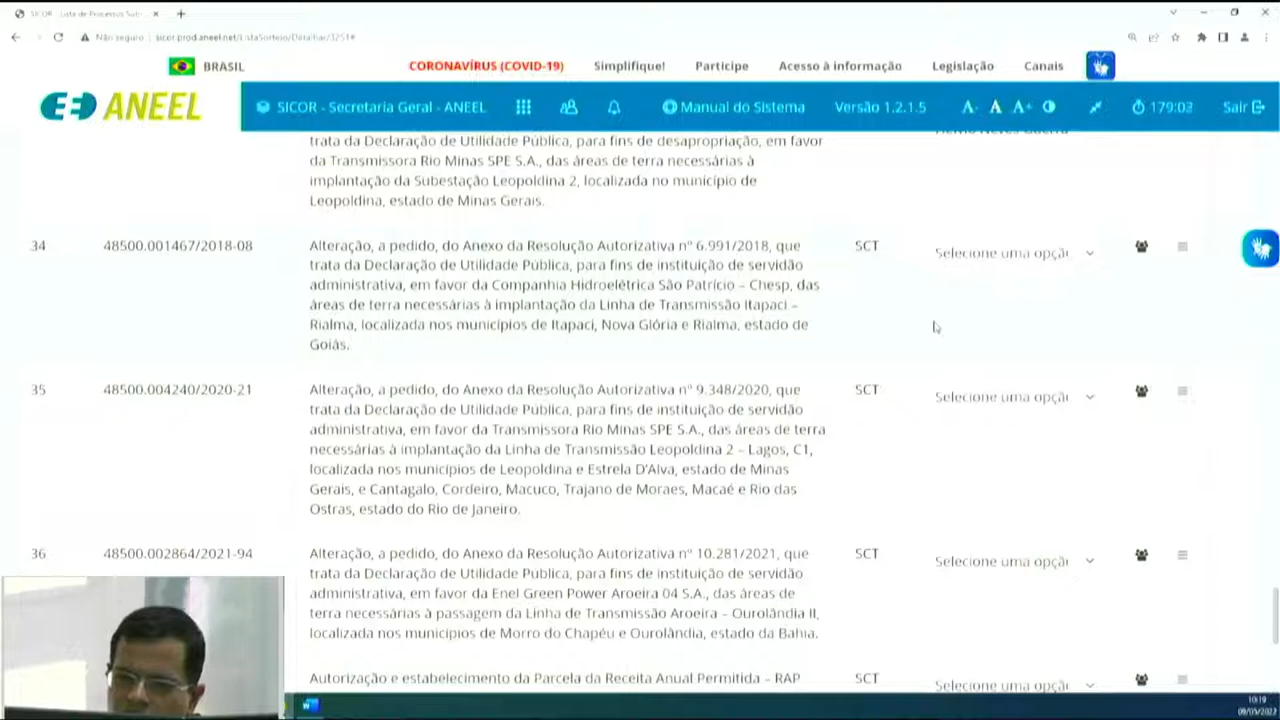 SICOR - Lista de Processos
Não seguro | sicor.prod.aneel.net/ListaSorteio/Detalhar/3251#
BRASIL
CORONAVÍRUS (COVID-19) Simplifique! Participe Acesso à informação Legislação Canais
ANEEL
SICOR - Secretaria Geral - ANEEL Manual do Sistema Versão 1.2.1.5 A- A A+ 179:03 Sair
trata da Declaração de Utilidade Pública, para fins de desapropriação, em favor
da Transmissora Rio Minas SPE S.A., das áreas de terra necessárias à
implantação da Subestação Leopoldina 2, localizada no município de
Leopoldina, estado de Minas Gerais.
34 48500.001467/2018-08 Alteração, a pedido, do Anexo da Resolução Autorizativa nº 6.991/2018, que SCT Selecione uma opçã
trata da Declaração de Utilidade Pública, para fins de instituição de servidão
administrativa, em favor da Companhia Hidroelétrica São Patrício – Chesp, das
áreas de terra necessárias à implantação da Linha de Transmissão Itapaci –
Rialma, localizada nos municípios de Itapaci, Nova Glória e Rialma, estado de
Goiás.
35 48500.004240/2020-21 Alteração, a pedido, do Anexo da Resolução Autorizativa nº 9.348/2020, que SCT Selecione uma opçã
trata da Declaração de Utilidade Pública, para fins de instituição de servidão
administrativa, em favor da Transmissora Rio Minas SPE S.A., das áreas de terra
necessárias à implantação da Linha de Transmissão Leopoldina 2 – Lagos, C1,
localizada nos municípios de Leopoldina e Estrela D’Alva, estado de Minas
Gerais, e Cantagalo, Cordeiro, Macuco, Trajano de Moraes, Macaé e Rio das
Ostras, estado do Rio de Janeiro.
36 48500.002864/2021-94 Alteração, a pedido, do Anexo da Resolução Autorizativa nº 10.281/2021, que SCT Selecione uma opçã
trata da Declaração de Utilidade Pública, para fins de instituição de servidão
administrativa, em favor da Enel Green Power Aroeira 04 S.A., das áreas de
terra necessárias à passagem da Linha de Transmissão Aroeira – Ourolândia II,
localizada nos municípios de Morro do Chapéu e Ourolândia, estado da Bahia.
Autorização e estabelecimento da Parcela da Receita Anual Permitida – RAP SCT Selecione uma opçã
10:19
09/05/2022